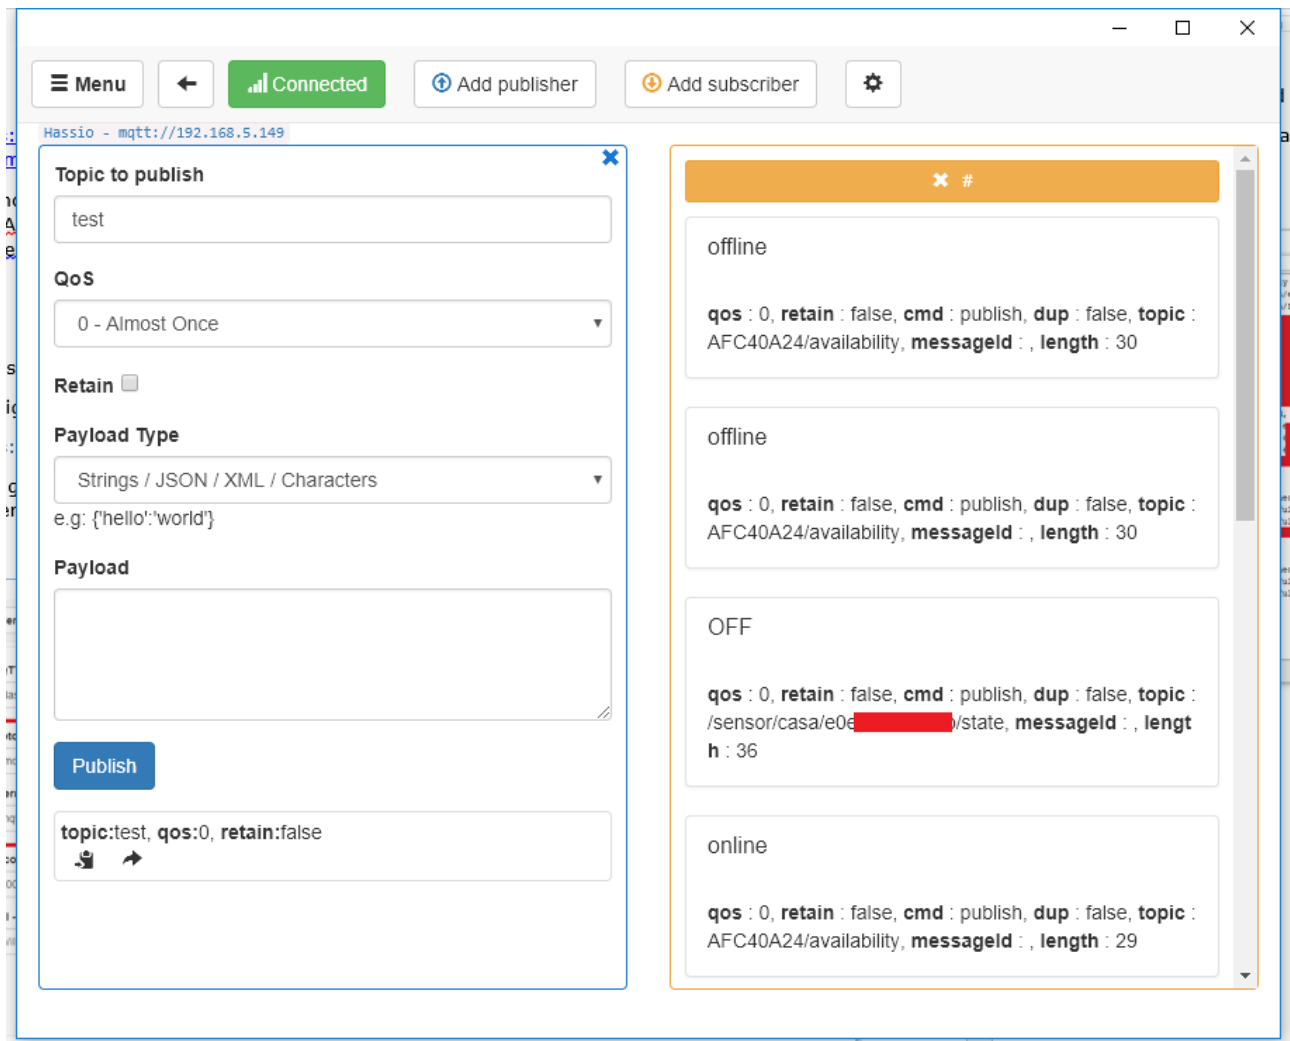 Menu
Connected
Add publisher
Add subscriber
Hassio - mqtt://192.168.5.149
Topic to publish
test
QoS
0 - Almost Once
Retain
Payload Type
Strings / JSON / XML / Characters
e.g: {'hello':'world'}
Payload
Publish
topic:test, qos:0, retain:false
#
offline
qos : 0, retain : false, cmd : publish, dup : false, topic :
AFC40A24/availability, messageId : , length : 30
offline
qos : 0, retain : false, cmd : publish, dup : false, topic :
AFC40A24/availability, messageId : , length : 30
OFF
qos : 0, retain : false, cmd : publish, dup : false, topic :
/sensor/casa/e0e /state, messageId : , lengt
h : 36
online
qos : 0, retain : false, cmd : publish, dup : false, topic :
AFC40A24/availability, messageId : , length : 29